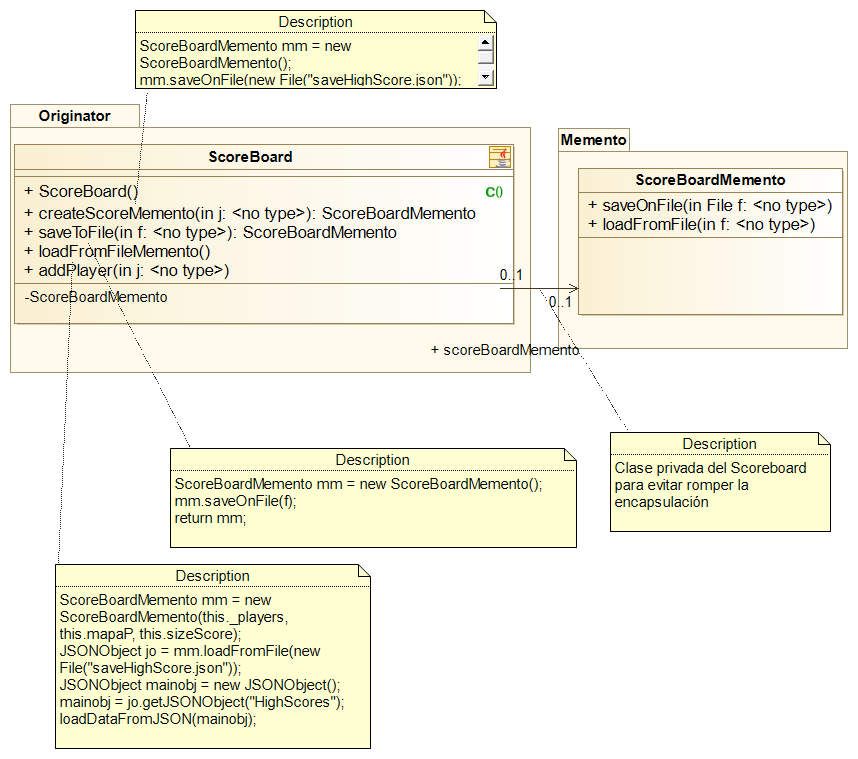 Description
ScoreBoardMemento mm = new
ScoreBoardMemento();
mm.saveOnFile(new File("saveHighScore.json"));
Originator
ScoreBoard
+ ScoreBoard()
C()
+ createScoreMemento(in j: <no type>): ScoreBoardMemento
+ saveToFile(in f: <no type>): ScoreBoardMemento
+ loadFromFileMemento()
+ addPlayer(in j: <no type>)
-ScoreBoardMemento
Memento
ScoreBoardMemento
+ saveOnFile(in File f: <no type>)
+ loadFromFile(in f: <no type>)
0..1
0..1
+ scoreBoardMemento
Description
Clase privada del Scoreboard
para evitar romper la
encapsulación
Description
ScoreBoardMemento mm = new ScoreBoardMemento();
mm.saveOnFile(f);
return mm;
Description
ScoreBoardMemento mm = new
ScoreBoardMemento(this._players,
this.mapaP, this.sizeScore);
JSONObject jo = mm.loadFromFile(new
File("saveHighScore.json"));
JSONObject mainobj = new JSONObject();
mainobj = jo.getJSONObject("HighScores");
loadDataFromJSON(mainobj);